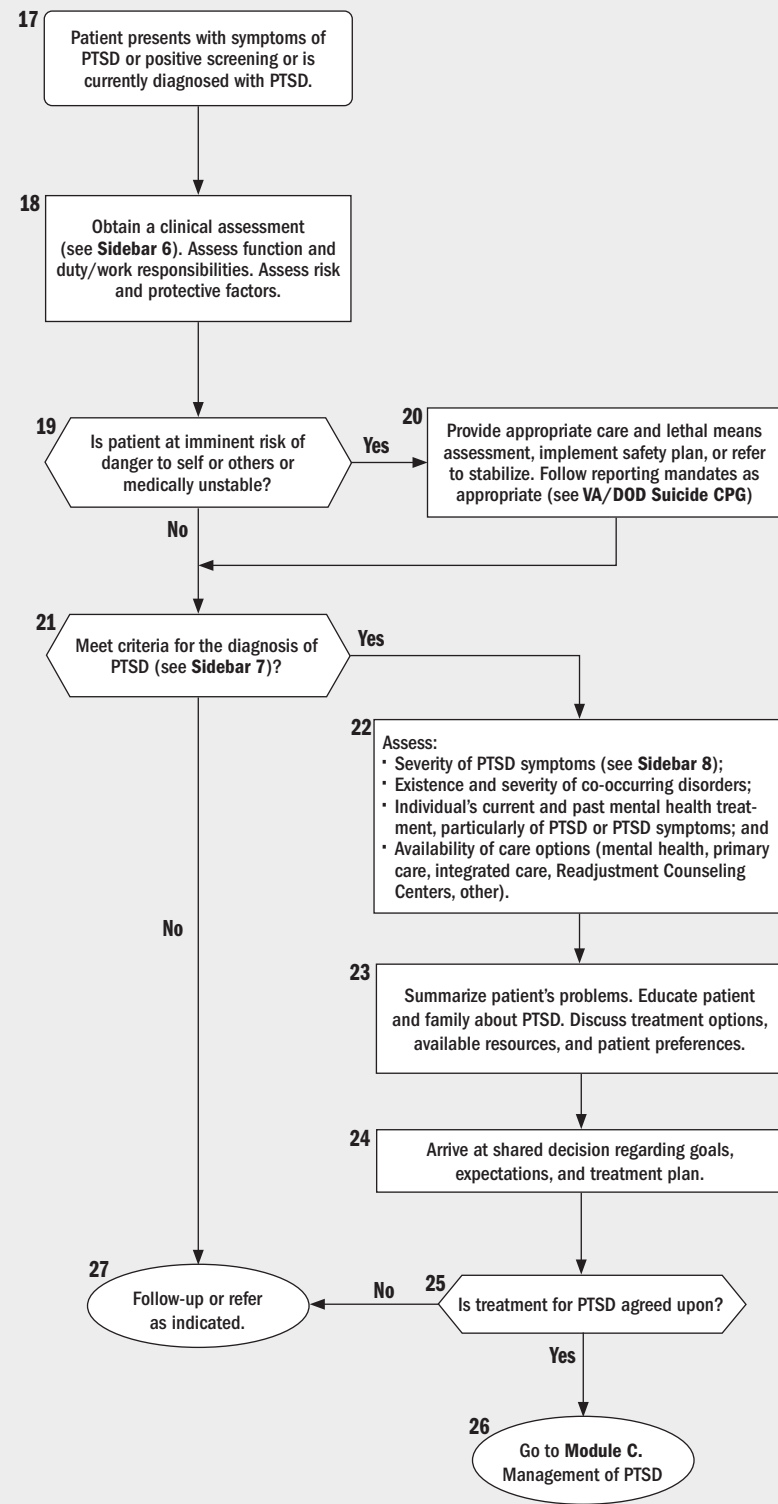 17
Patient presents with symptoms of
PTSD or positive screening or is
currently diagnosed with PTSD.
18
Obtain a clinical assessment
(see Sidebar 6). Assess function and
duty/work responsibilities. Assess risk
and protective factors.
19
Is patient at imminent risk of
danger to self or others or
medically unstable?
Yes
20
Provide appropriate care and lethal means
assessment, implement safety plan, or refer
to stabilize. Follow reporting mandates as
appropriate (see VA/DOD Suicide CPG)
No
21
Meet criteria for the diagnosis of
PTSD (see Sidebar 7)?
Yes
22
Assess:
· Severity of PTSD symptoms (see Sidebar 8);
· Existence and severity of co-occurring disorders;
· Individual's current and past mental health treat-
ment, particularly of PTSD or PTSD symptoms; and
· Availability of care options (mental health, primary
care, integrated care, Readjustment Counseling
Centers, other).
No
23
Summarize patient's problems. Educate patient
and family about PTSD. Discuss treatment options,
available resources, and patient preferences.
24
Arrive at shared decision regarding goals,
expectations, and treatment plan.
25
Is treatment for PTSD agreed upon?
No
27
Follow-up or refer
as indicated.
Yes
26
Go to Module C.
Management of PTSD